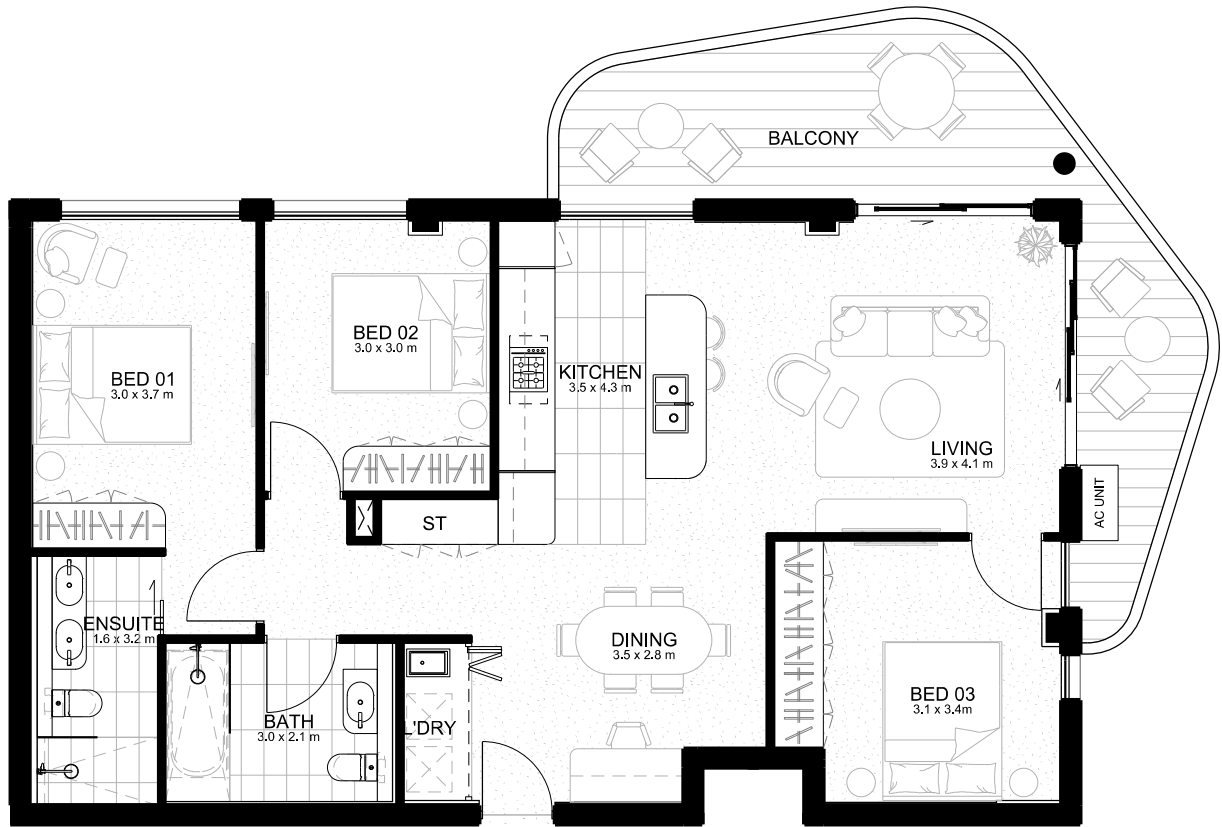 BALCONY
BED 02
3.0 x 3.0 m
BED 01
3.0 x 3.7 m
KITCHEN
3.5 x 4.3 m
LIVING
3.9 x 4.1 m
AC UNIT
ST
ENSUITE
1.6 x 3.2 m
DINING
3.5 x 2.8 m
BED 03
3.1 x 3.4m
BATH
3.0 x 2.1 m
L'DRY